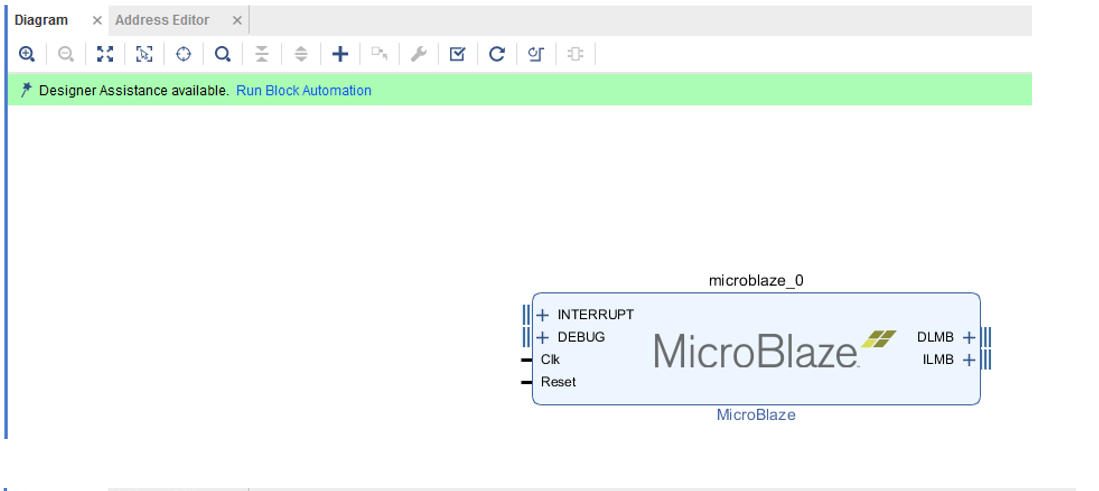 Diagram × Address Editor ×
Designer Assistance available. Run Block Automation
microblaze_0
INTERRUPT
DEBUG
Clk
Reset
MicroBlaze
DLMB
ILMB
MicroBlaze